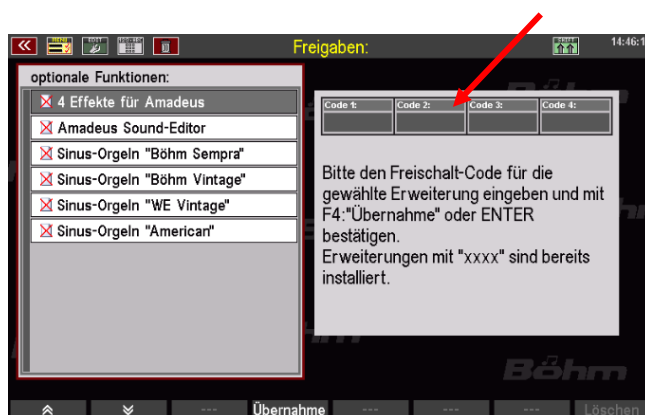 Freigaben:
14:46:1
optionale Funktionen:
4 Effekte für Amadeus
Amadeus Sound-Editor
Sinus-Orgeln "Böhm Sempra"
Sinus-Orgeln "Böhm Vintage"
Sinus-Orgeln "WE Vintage"
Sinus-Orgeln "American"
Code 1:
Code 2:
Code 3:
Code 4:
Bitte den Freischalt-Code für die
gewählte Erweiterung eingeben und mit
F4:"Übernahme" oder ENTER
bestätigen.
Erweiterungen mit "xxxx" sind bereits
installiert.
Böhm
Übernahme
---
---
---
---
Löschen